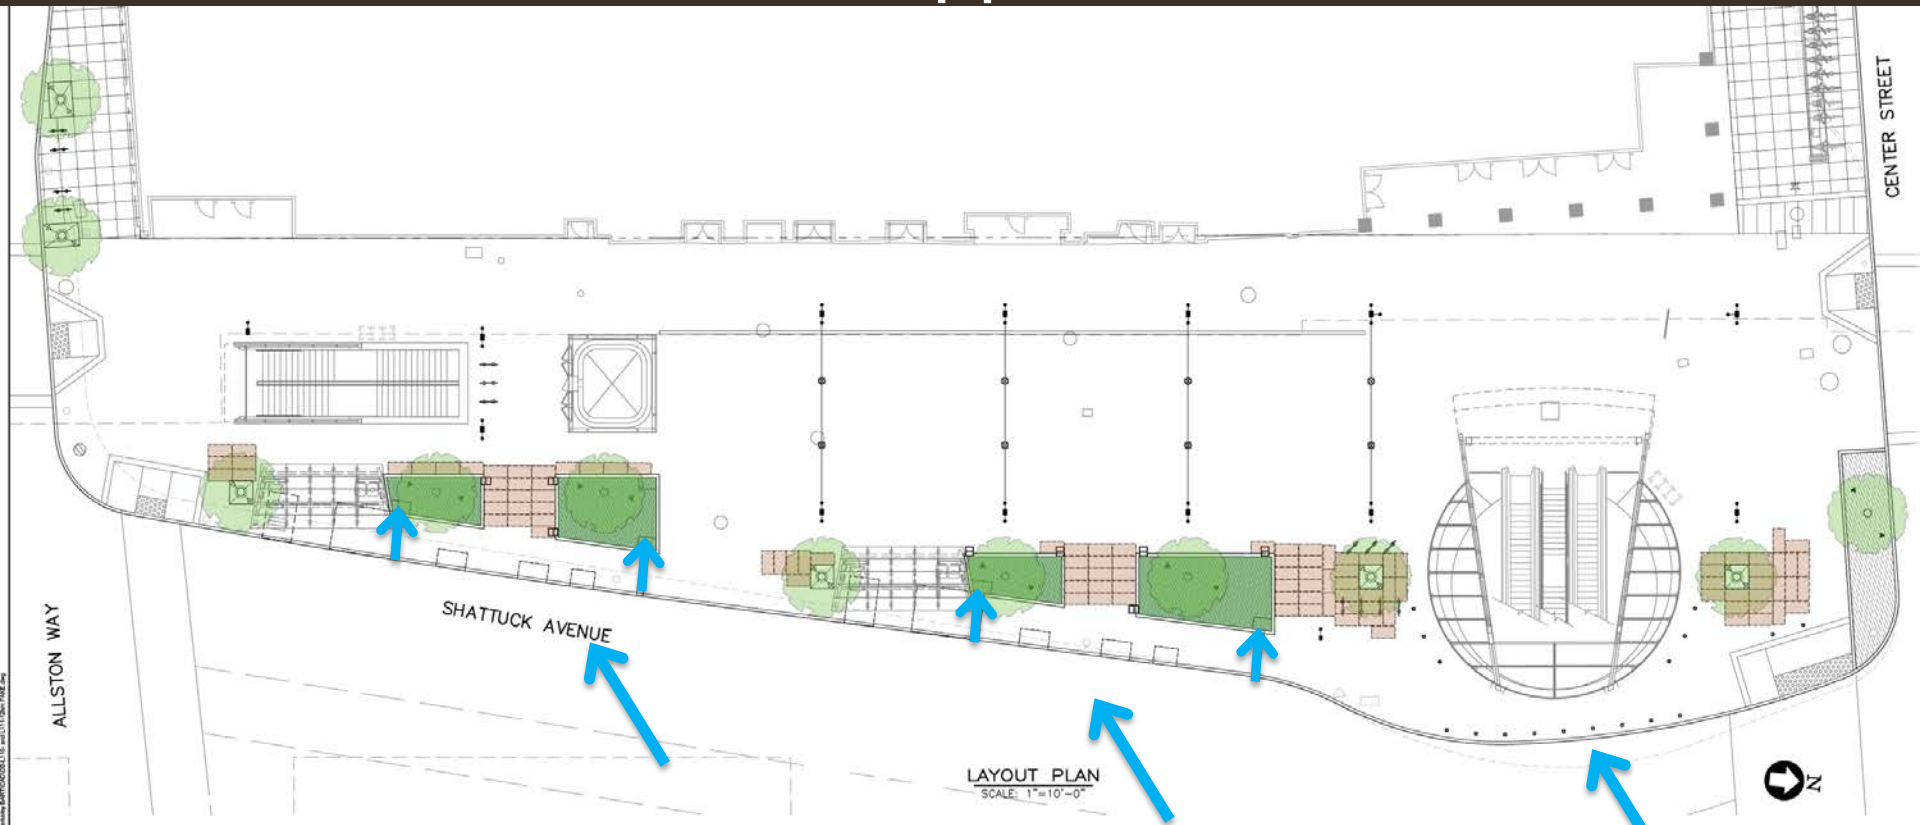 CENTER STREET
ALLSTON WAY
SHATTUCK AVENUE
LAYOUT PLAN
SCALE: 1"=10'-0"
N